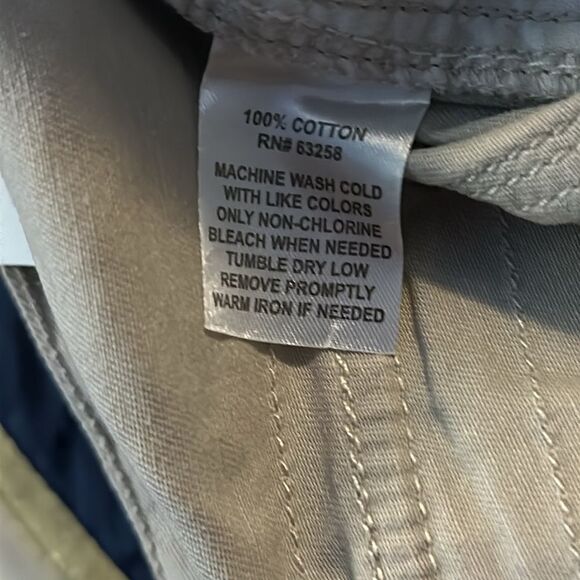 100% COTTON
RN# 63258
MACHINE WASH COLD
WITH LIKE COLORS
ONLY NON-CHLORINE
BLEACH WHEN NEEDED
TUMBLE DRY LOW
REMOVE PROMPTLY
WARM IRON IF NEEDED